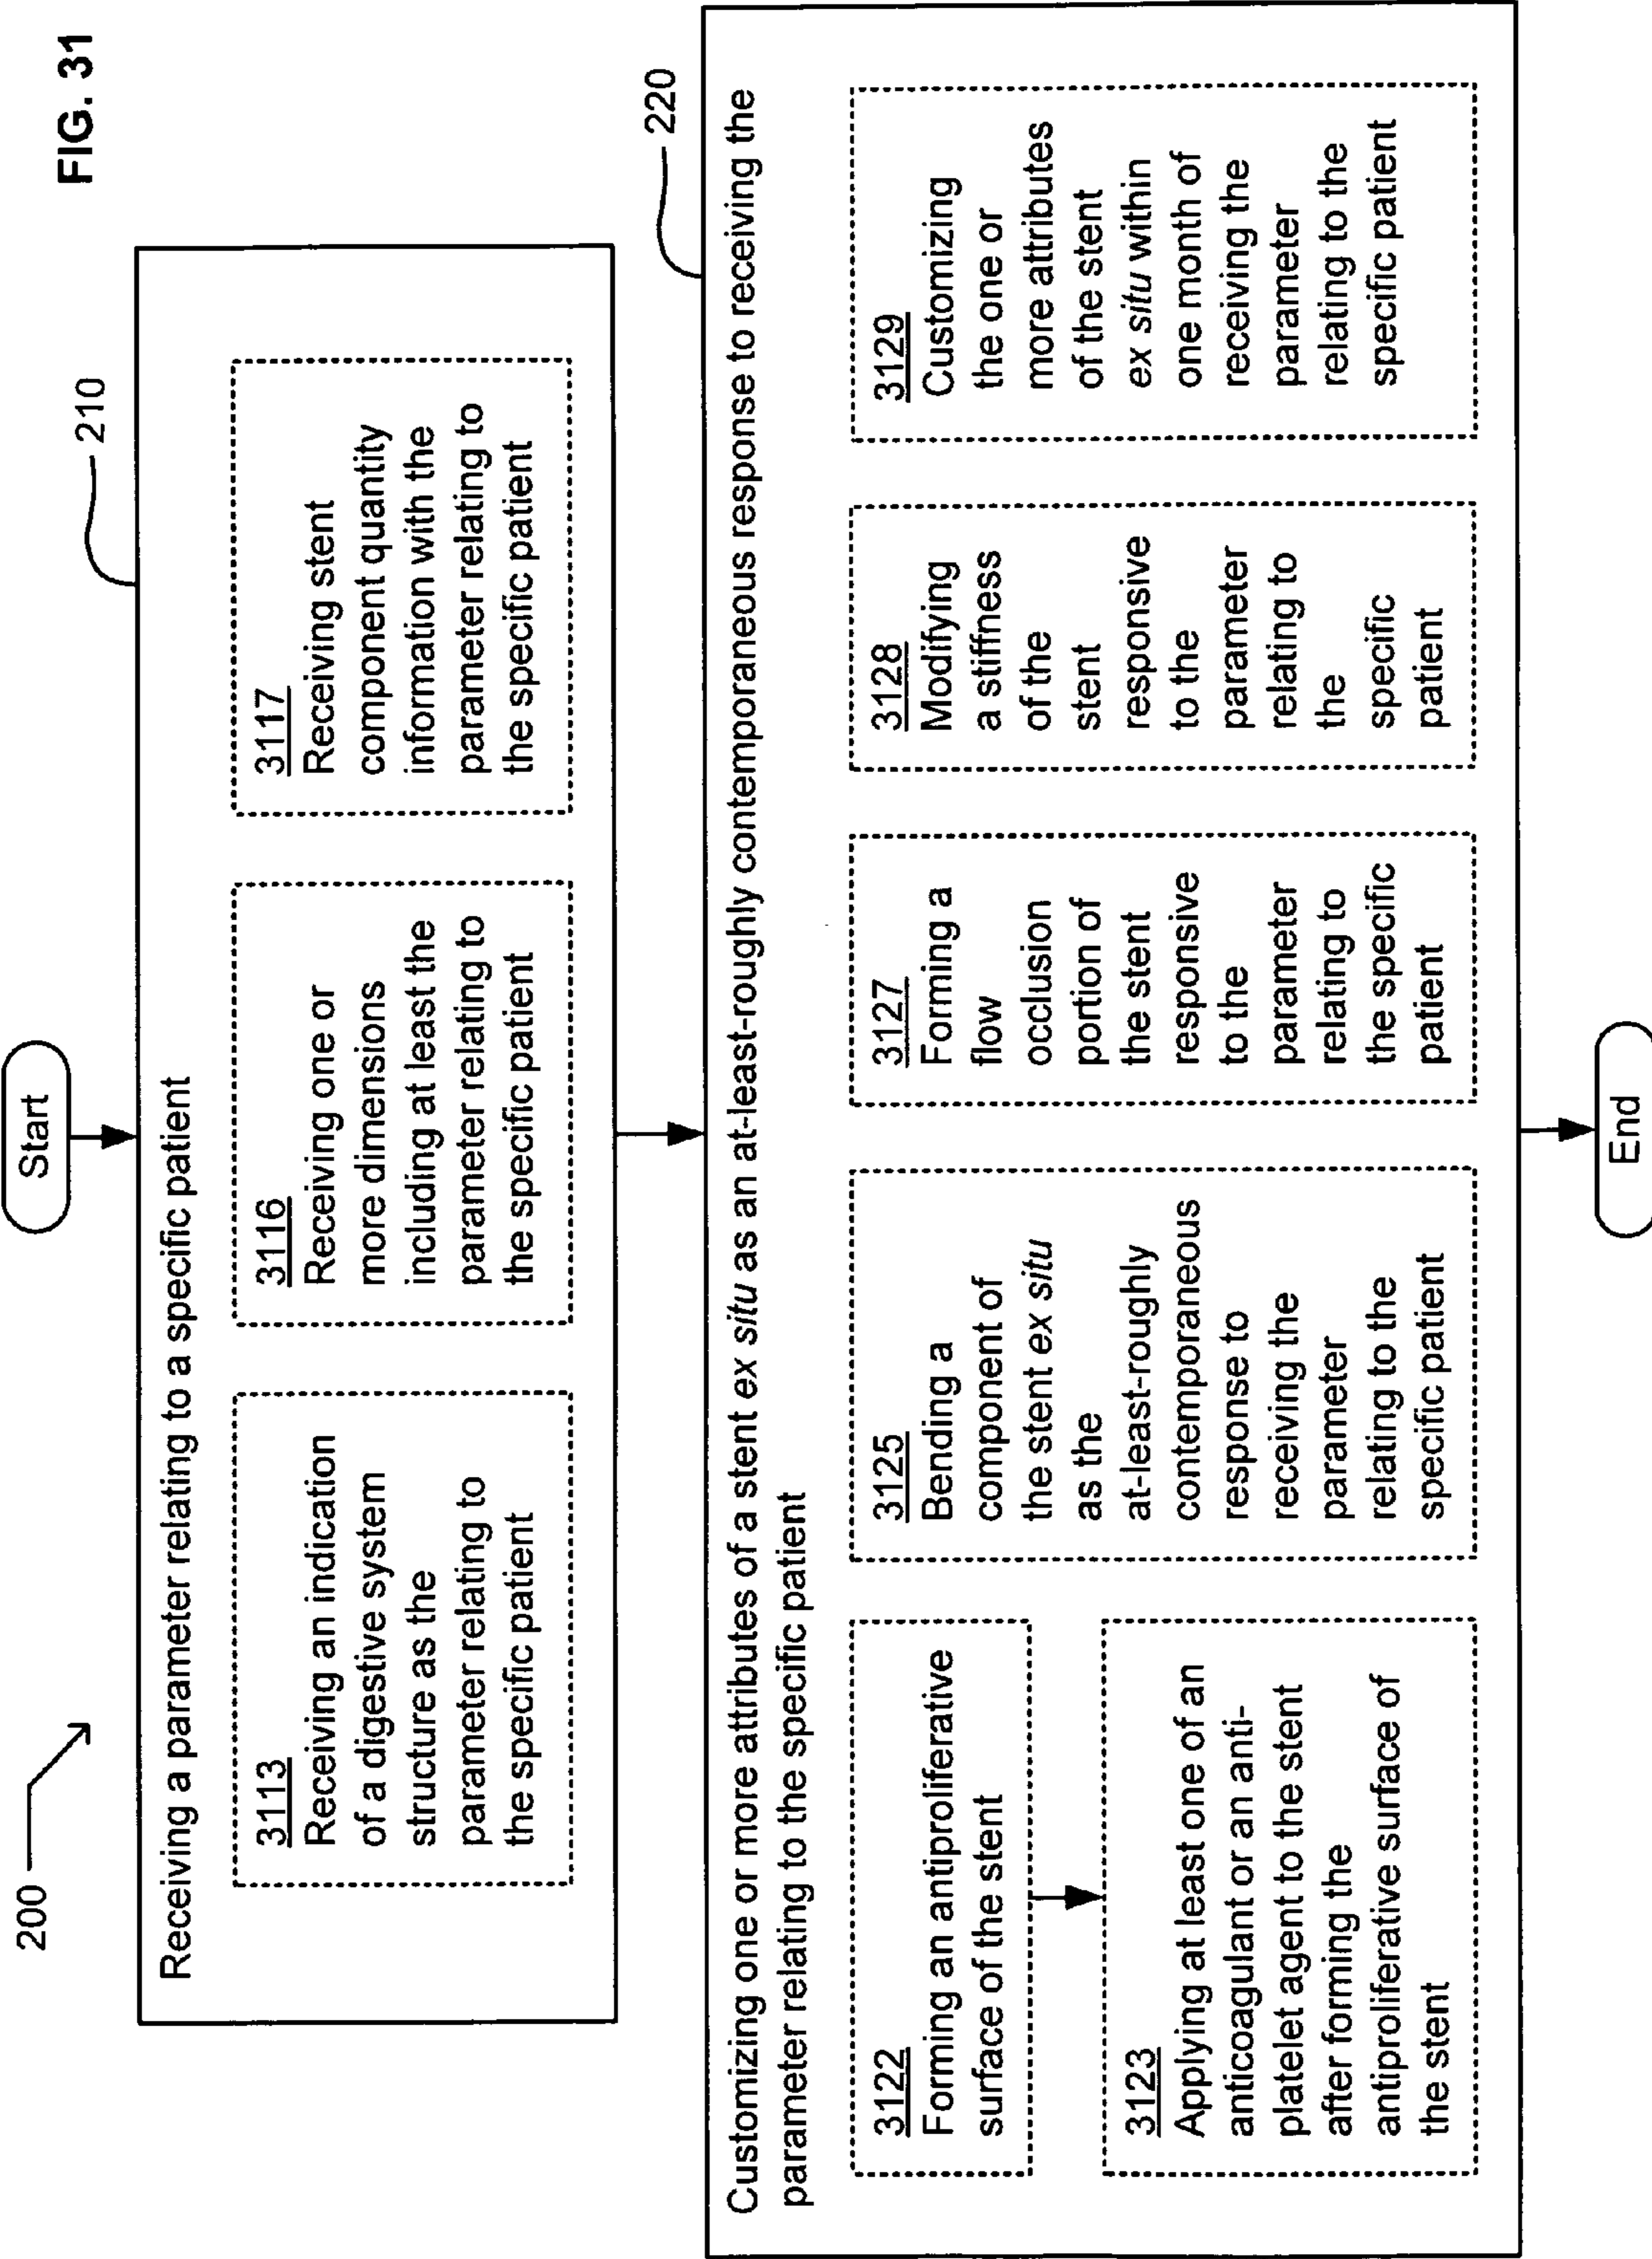 FIG. 31
200
Start
210
Receiving a parameter relating to a specific patient
3113
Receiving an indication
of a digestive system
structure as the
parameter relating to
the specific patient
3116
Receiving one or
more dimensions
including at least the
parameter relating to
the specific patient
3117
Receiving stent
component quantity
information with the
parameter relating to
the specific patient
220
Customizing one or more attributes of a stent ex situ as an at-least-roughly contemporaneous response to receiving the
parameter relating to the specific patient
3122
Forming an antiproliferative
surface of the stent
3123
Applying at least one of an
anticoagulant or an anti-
platelet agent to the stent
after forming the
antiproliferative surface of
the stent
3125
Bending a
component of
the stent ex situ
as the
at-least-roughly
contemporaneous
response to
receiving the
parameter
relating to the
specific patient
3127
Forming a
flow
occlusion
portion of
the stent
responsive
to the
parameter
relating to
the specific
patient
3128
Modifying
a stiffness
of the
stent
responsive
to the
parameter
relating to
the
specific
patient
3129
Customizing
the one or
more attributes
of the stent
ex situ within
one month of
receiving the
parameter
relating to the
specific patient
End